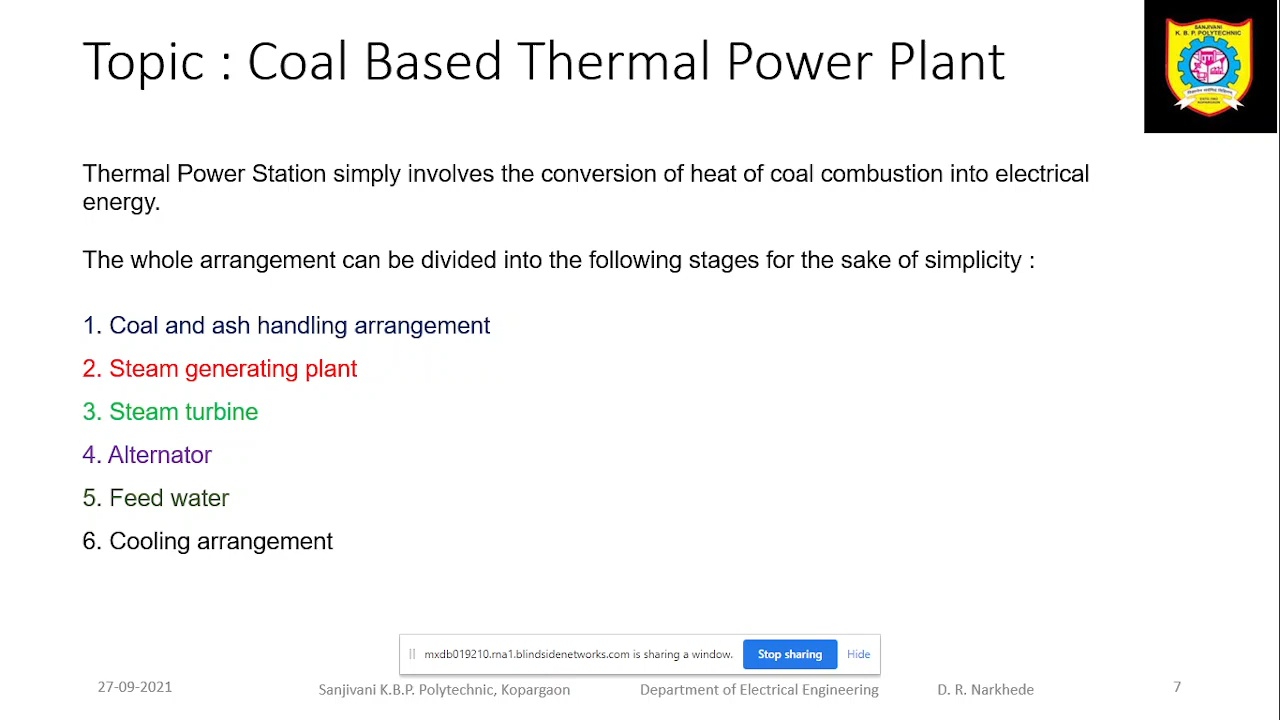 Topic : Coal Based Thermal Power Plant
SANJIVANI
K. B. P. POLYTECHNIC
Thermal Power Station simply involves the conversion of heat of coal combustion into electrical
energy.
The whole arrangement can be divided into the following stages for the sake of simplicity :
1. Coal and ash handling arrangement
2. Steam generating plant
3. Steam turbine
4. Alternator
5. Feed water
6. Cooling arrangement
mxdb019210.rna1.blindsidenetworks.com is sharing a window. Stop sharing Hide
27-09-2021 Sanjivani K.B.P. Polytechnic, Kopargaon Department of Electrical Engineering D. R. Narkhede 7